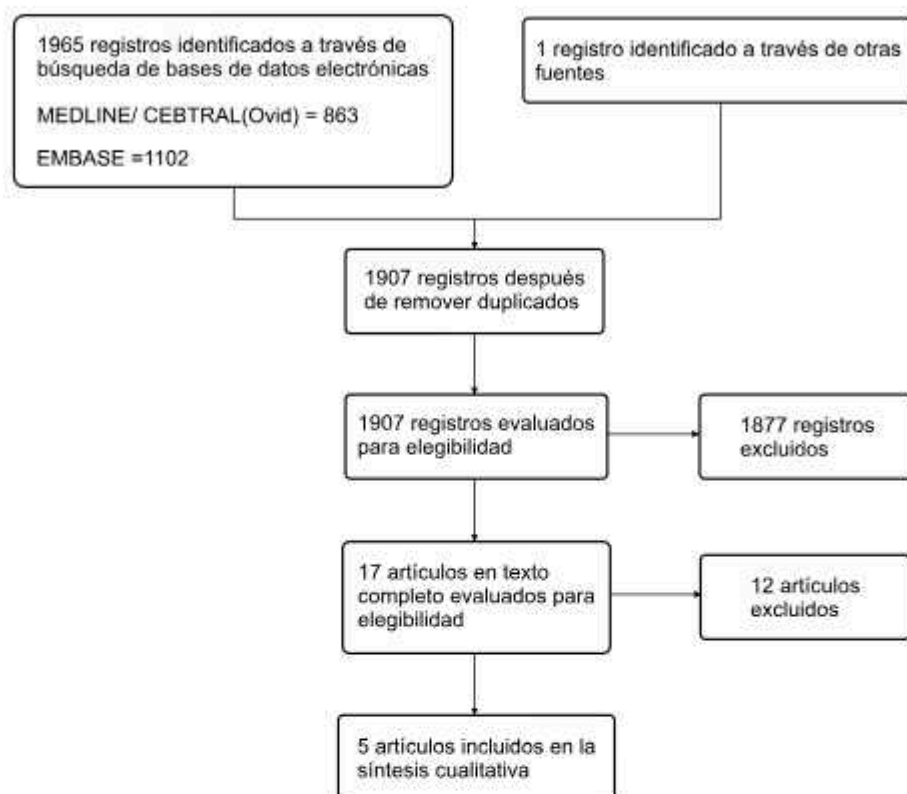 1965 registros identificados a través de
búsqueda de bases de datos electrónicas
MEDLINE/ CEBTRAL(Ovid) = 863
EMBASE =1102
1 registro identificado a través de otras
fuentes
1907 registros después
de remover duplicados
1907 registros evaluados
para elegibilidad
1877 registros
excluidos
17 artículos en texto
completo evaluados para
elegibilidad
12 artículos
excluidos
5 artículos incluidos en la
síntesis cualitativa